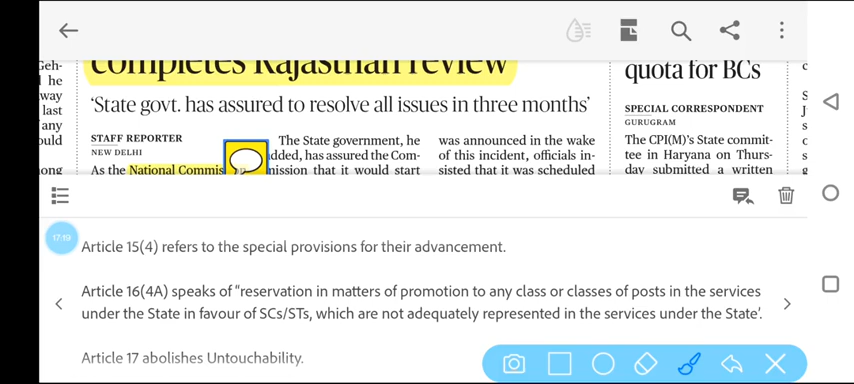 completes Rajasthan review
'State govt. has assured to resolve all issues in three months'
Geh-
he
way
last
any
ould
STAFF REPORTER
NEW DELHI
As the National Commis
The State government, he
added, has assured the Com-
mission that it would start
was announced in the wake
of this incident, officials in-
sisted that it was scheduled
quota for BCs
SPECIAL CORRESPONDENT
GURUGRAM
The CPI(M)'s State commit-
tee in Haryana on Thurs-
day submitted a written
17:19
Article 15(4) refers to the special provisions for their advancement.
Article 16(4A) speaks of "reservation in matters of promotion to any class or classes of posts in the services
under the State in favour of SCs/STs, which are not adequately represented in the services under the State'.
Article 17 abolishes Untouchability.